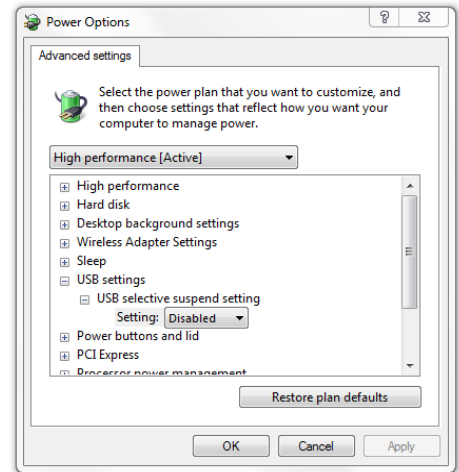 Power Options
Advanced settings
Select the power plan that you want to customize, and
then choose settings that reflect how you want your
computer to manage power.
High performance [Active]
High performance
Hard disk
Desktop background settings
Wireless Adapter Settings
Sleep
USB settings
USB selective suspend setting
Setting: Disabled
Power buttons and lid
PCI Express
Processor power management
Restore plan defaults
OK Cancel Apply